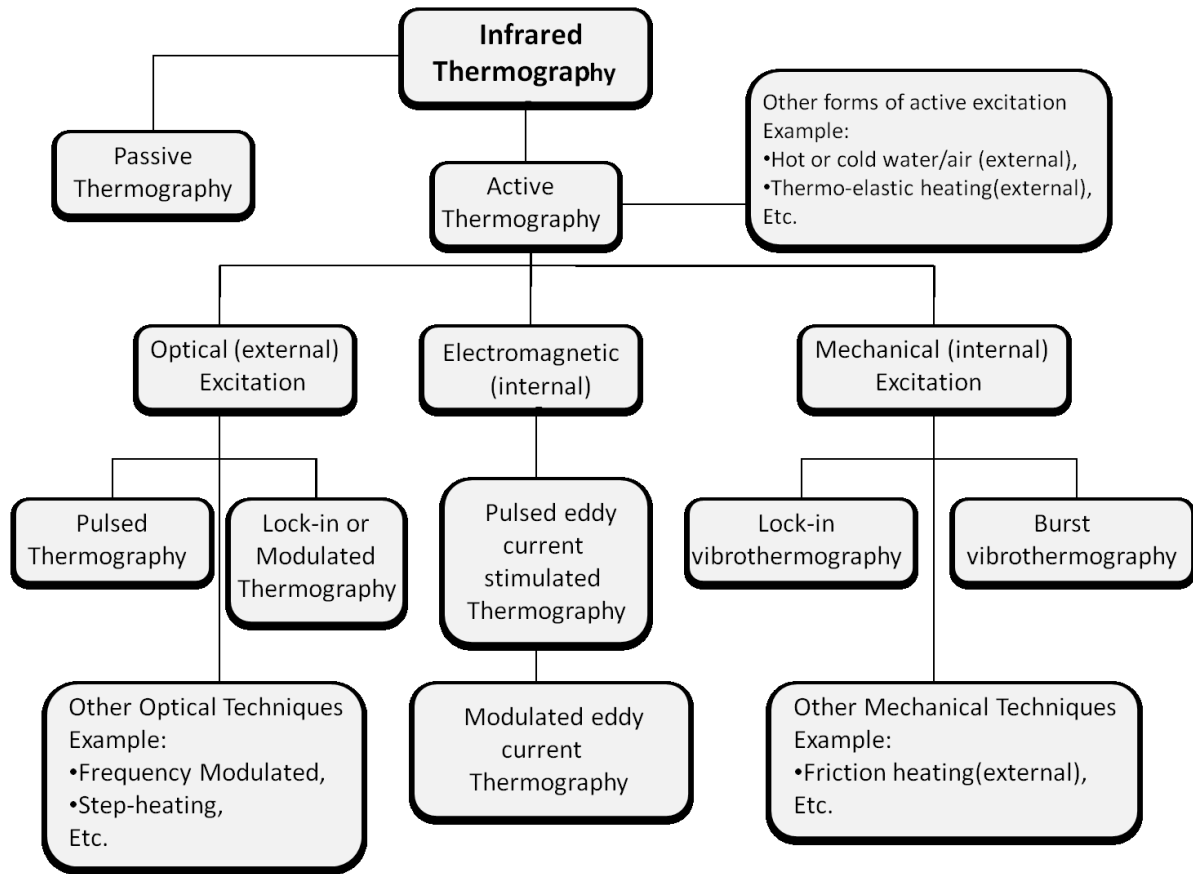 Infrared
Thermography
Passive
Thermography
Active
Thermography
Other forms of active excitation
Example:
•Hot or cold water/air (external),
•Thermo-elastic heating(external),
Etc.
Optical (external)
Excitation
Electromagnetic
(internal)
Mechanical (internal)
Excitation
Pulsed
Thermography
Lock-in or
Modulated
Thermography
Pulsed eddy
current
stimulated
Thermography
Lock-in
vibrothermography
Burst
vibrothermography
Other Optical Techniques
Example:
•Frequency Modulated,
•Step-heating,
Etc.
Modulated eddy
current
Thermography
Other Mechanical Techniques
Example:
•Friction heating(external),
Etc.